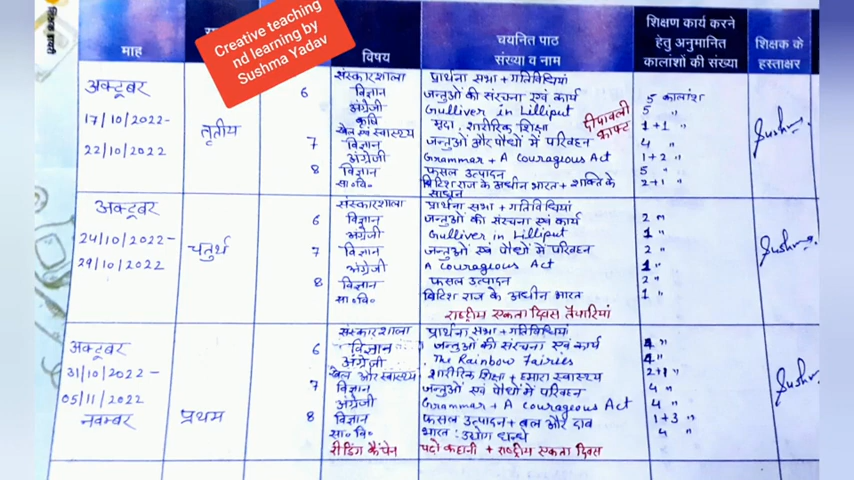 शिक्षक डायरी
Creative teaching
nd learning by
Sushma Yadav
माह
विषय
चयनित पाठ
संख्या व नाम
शिक्षण कार्य करने
हेतु अनुमानित
कालांशों की संख्या
शिक्षक के
हस्ताक्षर
अक्टूबर
17/10/2022-
22/10/2022
तृतीय
संस्कारशाला प्रार्थना सभा + गतिविधियां
6 विज्ञान जन्तुओं की संरचना एवं कार्य 5 कालांश
अंग्रेजी Gulliver in Lilliput 5 "
कृषि मृदा, शारीरिक शिक्षा 1+1 "
खेल एवं स्वास्थ्य
दीपावली
क्राफ्ट
7 विज्ञान जन्तुओं और पौधों में परिवहन 4 "
अंग्रेजी Grammar + A Courageous Act 1+2 "
8 विज्ञान फसल उत्पादन 5 "
सा०वि० ब्रिटिश राज के अधीन भारत + शक्ति के 2+1 "
साधन
Sushm
अक्टूबर
24/10/2022-
29/10/2022
चतुर्थ
संस्कारशाला प्रार्थना सभा + गतिविधियां
6 विज्ञान जन्तुओं की संरचना एवं कार्य 2 "
अंग्रेजी Gulliver in Lilliput 1 "
7 विज्ञान जन्तुओं एवं पौधों में परिवहन 2 "
अंग्रेजी A Courageous Act 1 "
8 विज्ञान फसल उत्पादन 2 "
सा०वि० ब्रिटिश राज के अधीन भारत 1 "
राष्ट्रीय एकता दिवस तैयारियां
Sushm
अक्टूबर
31/10/2022-
05/11/2022
नवम्बर
प्रथम
संस्कारशाला प्रार्थना सभा + गतिविधियां
6 विज्ञान जन्तुओं की संरचना एवं कार्य 4 "
अंग्रेजी The Rainbow Fairies 4 "
खेल और स्वास्थ्य शारीरिक शिक्षा + हमारा स्वास्थ्य 2+1 "
7 विज्ञान जन्तुओं एवं पौधों में परिवहन 4 "
अंग्रेजी Grammar + A Courageous Act 4 "
8 विज्ञान फसल उत्पादन + बल और दाब 1+3 "
सा०वि० भारत : उद्योग धन्धे 4 "
रीडिंग कैंपेन पढ़ो कहानी + राष्ट्रीय एकता दिवस
Sushm